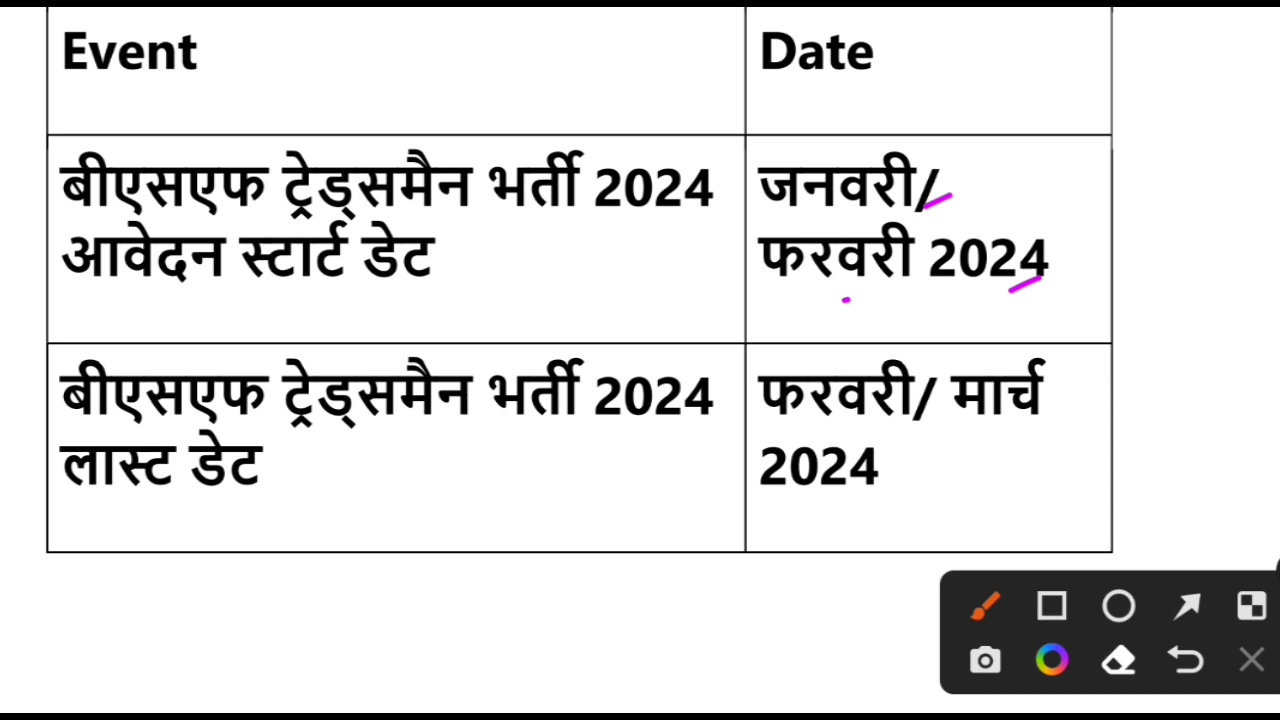 Event
Date
बीएसएफ ट्रेड्समैन भर्ती 2024
आवेदन स्टार्ट डेट
जनवरी/
फरवरी 2024
बीएसएफ ट्रेड्समैन भर्ती 2024
लास्ट डेट
फरवरी/ मार्च
2024